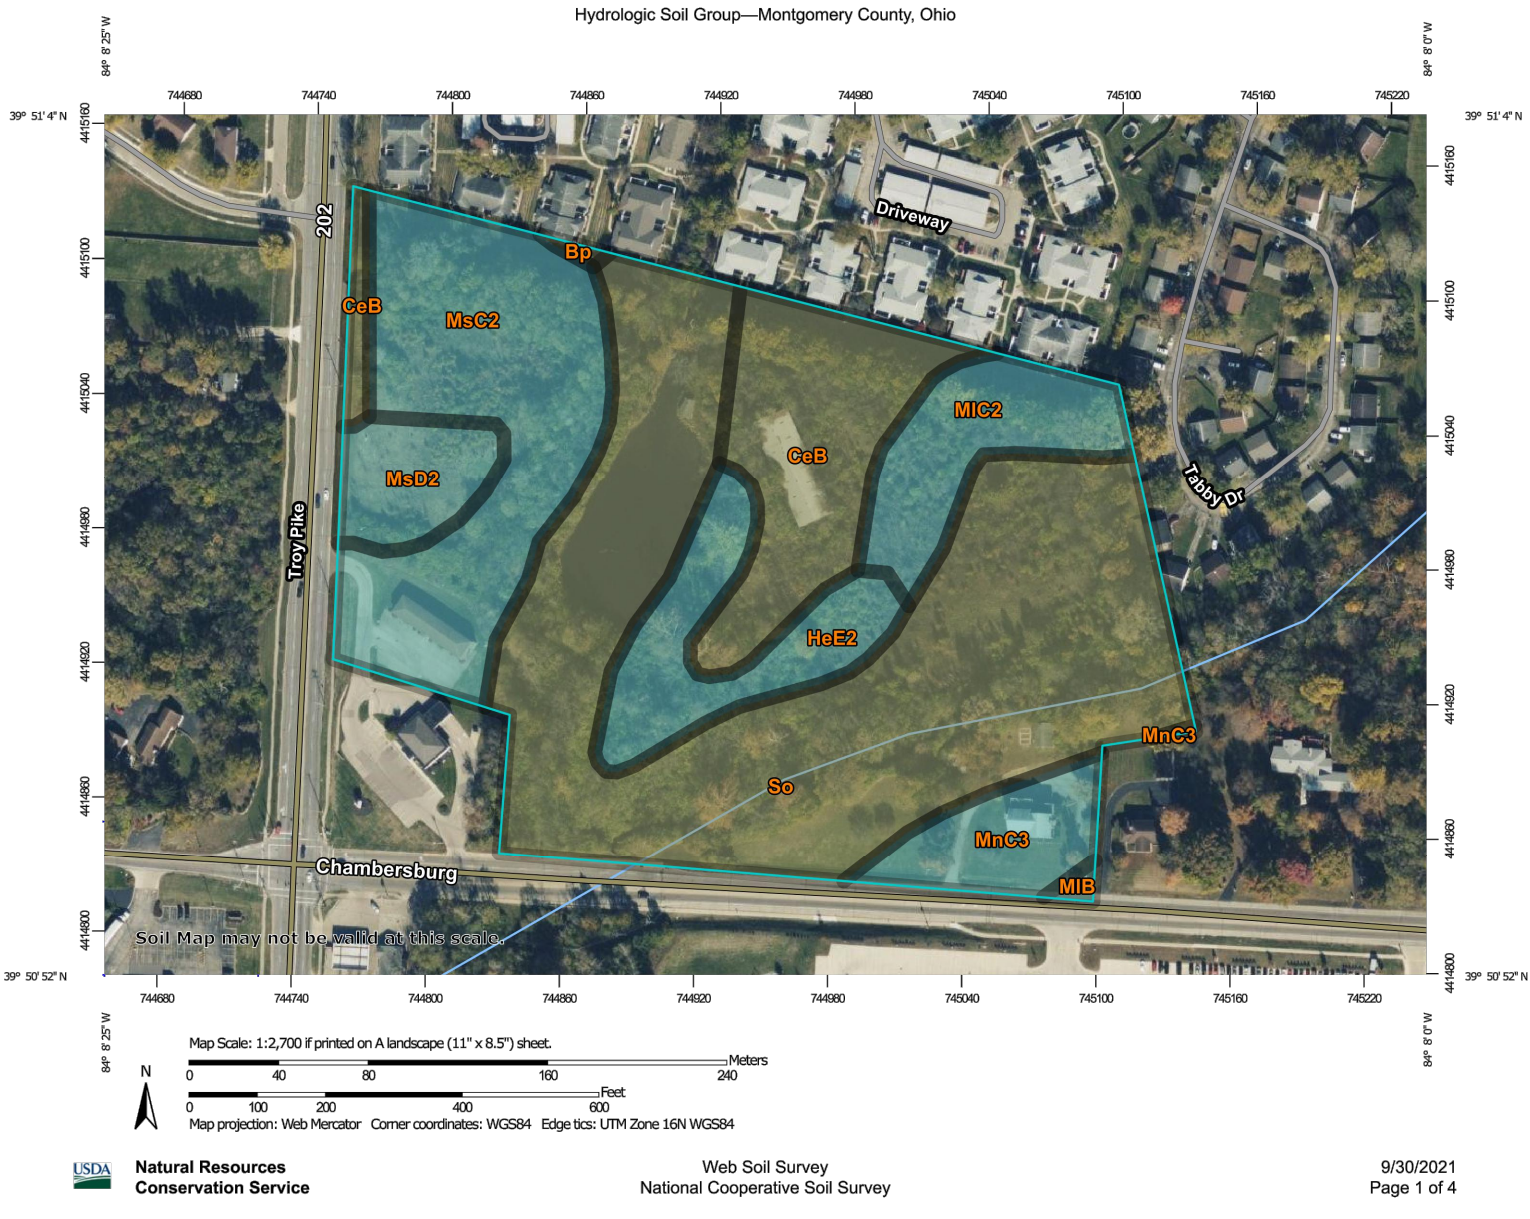 Hydrologic Soil Group—Montgomery County, Ohio
84° 8' 25" W
84° 8' 0" W
744680 744740 744800 744860 744920 744980 745040 745100 745160 745220
39° 51' 4" N
39° 51' 4" N
4415160
4415100
4415040
4414980
4414920
4414860
4414800
4415160
4415100
4415040
4414980
4414920
4414860
4414800
202
Driveway
Bp
CeB
MsC2
MlC2
CeB
MsD2
Tabby Dr
Troy Pike
HeE2
MnC3
So
MnC3
Chambersburg
MlB
Soil Map may not be valid at this scale.
39° 50' 52" N
39° 50' 52" N
744680 744740 744800 744860 744920 744980 745040 745100 745160 745220
84° 8' 25" W
84° 8' 0" W
Map Scale: 1:2,700 if printed on A landscape (11" x 8.5") sheet.
Meters
0 40 80 160 240
Feet
0 100 200 400 600
Map projection: Web Mercator Corner coordinates: WGS84 Edge tics: UTM Zone 16N WGS84
N
USDA
Natural Resources
Conservation Service
Web Soil Survey
National Cooperative Soil Survey
9/30/2021
Page 1 of 4